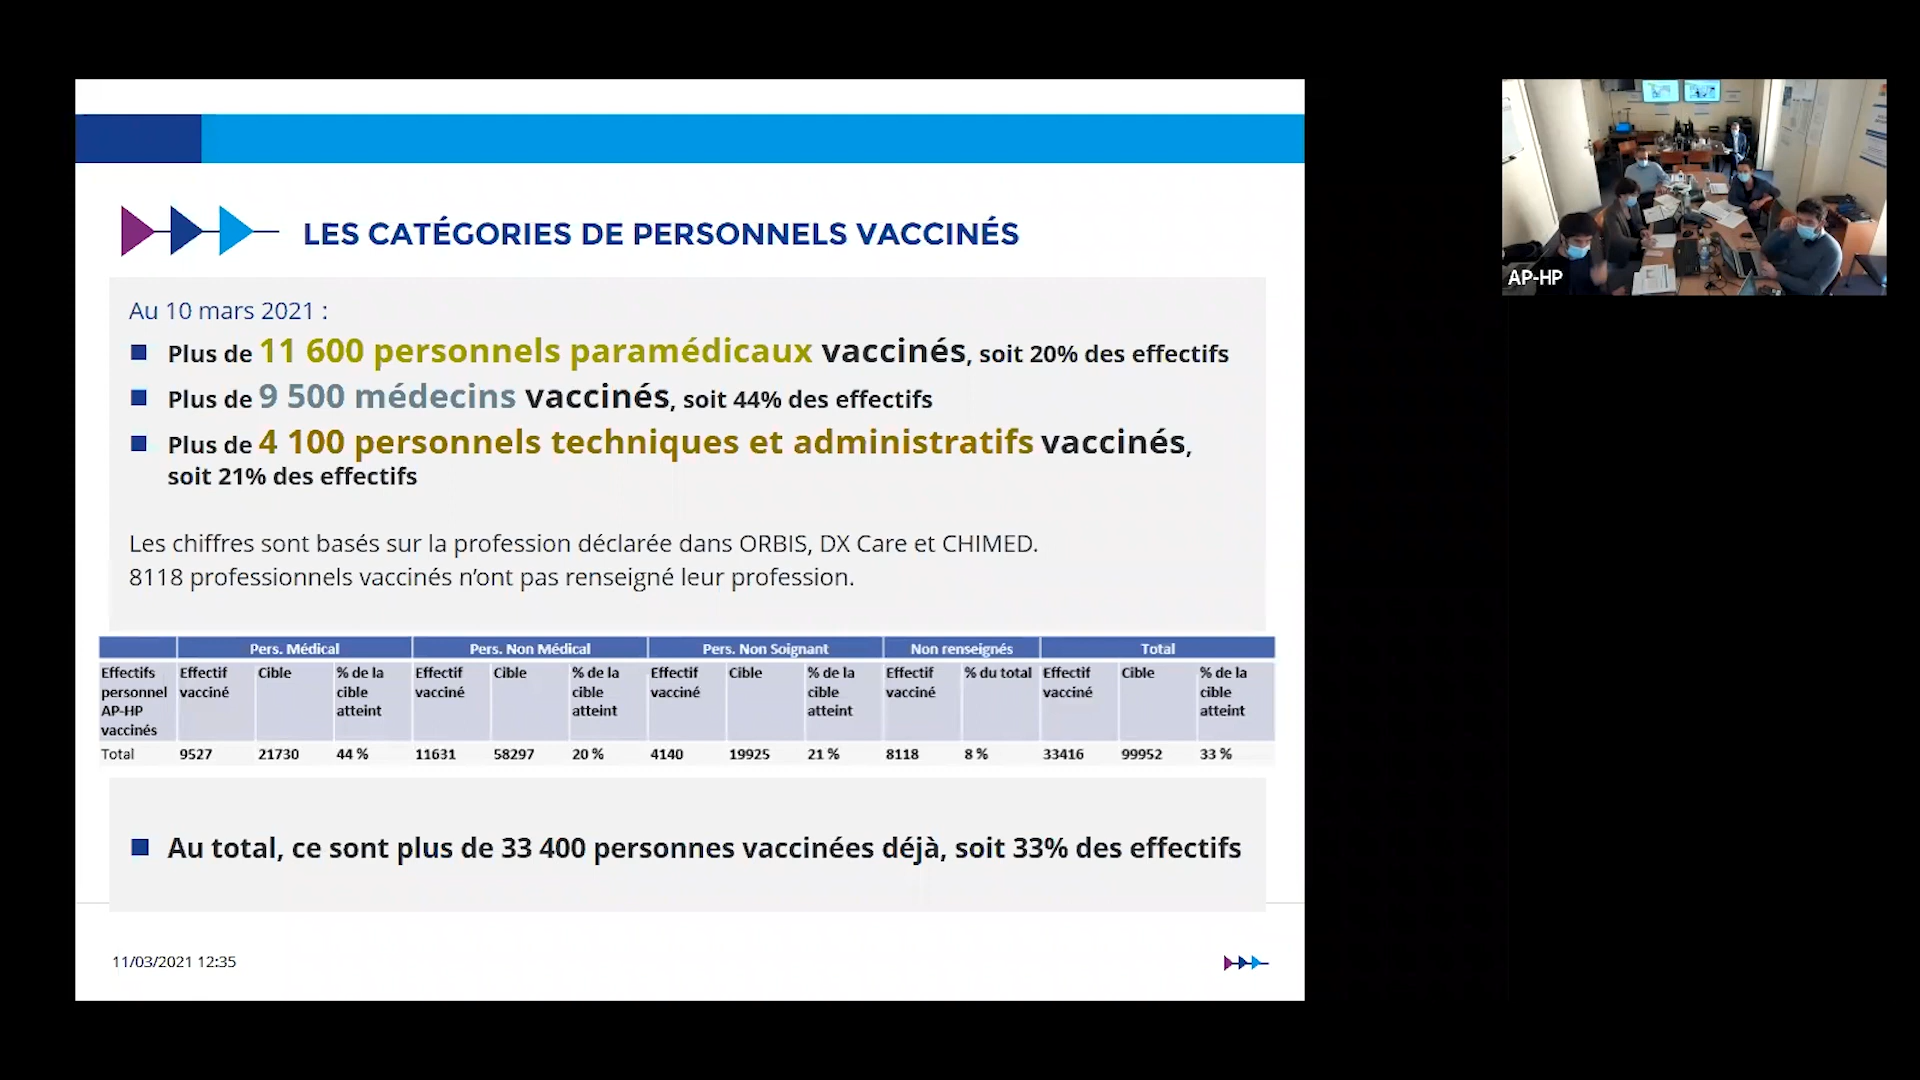 LES CATÉGORIES DE PERSONNELS VACCINÉS
Au 10 mars 2021 :
Plus de 11 600 personnels paramédicaux vaccinés, soit 20% des effectifs
Plus de 9 500 médecins vaccinés, soit 44% des effectifs
Plus de 4 100 personnels techniques et administratifs vaccinés,
soit 21% des effectifs
Les chiffres sont basés sur la profession déclarée dans ORBIS, DX Care et CHIMED.
8118 professionnels vaccinés n’ont pas renseigné leur profession.
Pers. Médical Pers. Non Médical Pers. Non Soignant Non renseignés Total
Effectifs Effectif Cible % de la Effectif Cible % de la Effectif Cible % de la Effectif % du total Effectif Cible % de la
personnel vacciné cible vacciné cible vacciné cible vacciné vacciné cible
AP-HP atteint atteint atteint atteint
vaccinés
Total 9527 21730 44 % 11631 58297 20 % 4140 19925 21 % 8118 8 % 33416 99952 33 %
Au total, ce sont plus de 33 400 personnes vaccinées déjà, soit 33% des effectifs
11/03/2021 12:35
AP-HP